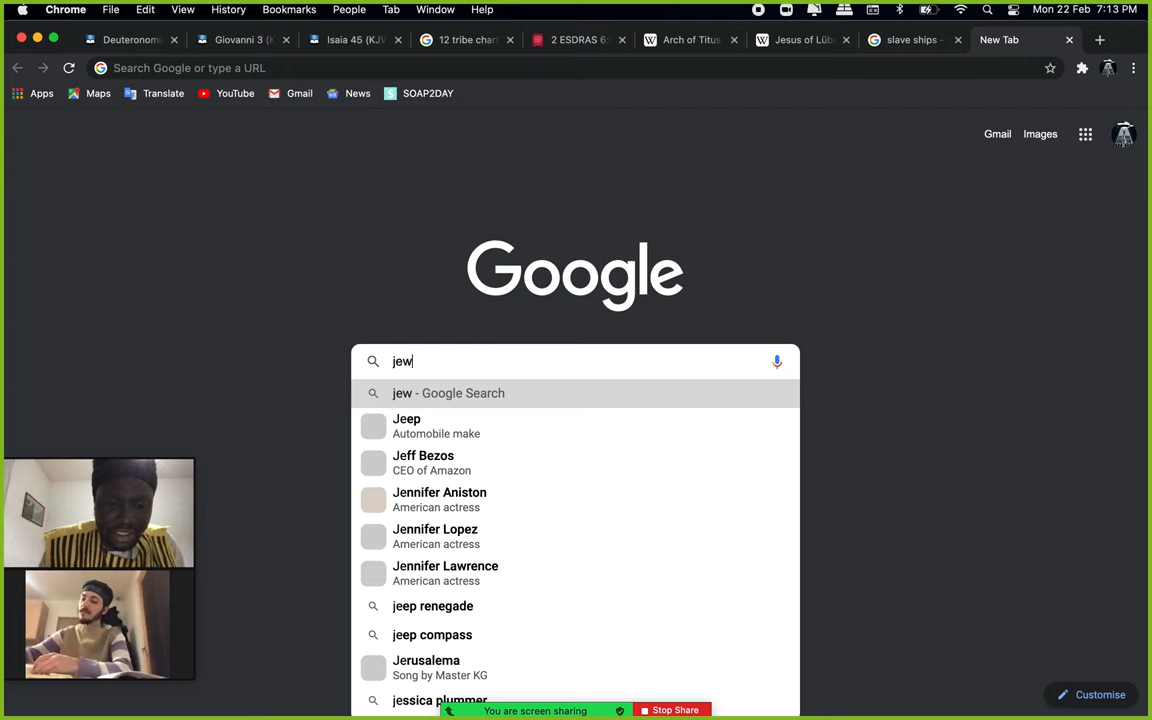 Chrome File Edit View History Bookmarks People Tab Window Help Mon 22 Feb 7:13 PM
Deuteronom Giovanni 3 (K Isaia 45 (KJV 12 tribe char 2 ESDRAS 6: Arch of Titus Jesus of Lüb slave ships - New Tab
Search Google or type a URL
Apps Maps Translate YouTube Gmail News SOAP2DAY
Gmail Images
Google
jew
jew - Google Search
Jeep
Automobile make
Jeff Bezos
CEO of Amazon
Jennifer Aniston
American actress
Jennifer Lopez
American actress
Jennifer Lawrence
American actress
jeep renegade
jeep compass
Jerusalema
Song by Master KG
jessica plummer
Customise
You are screen sharing Stop Share